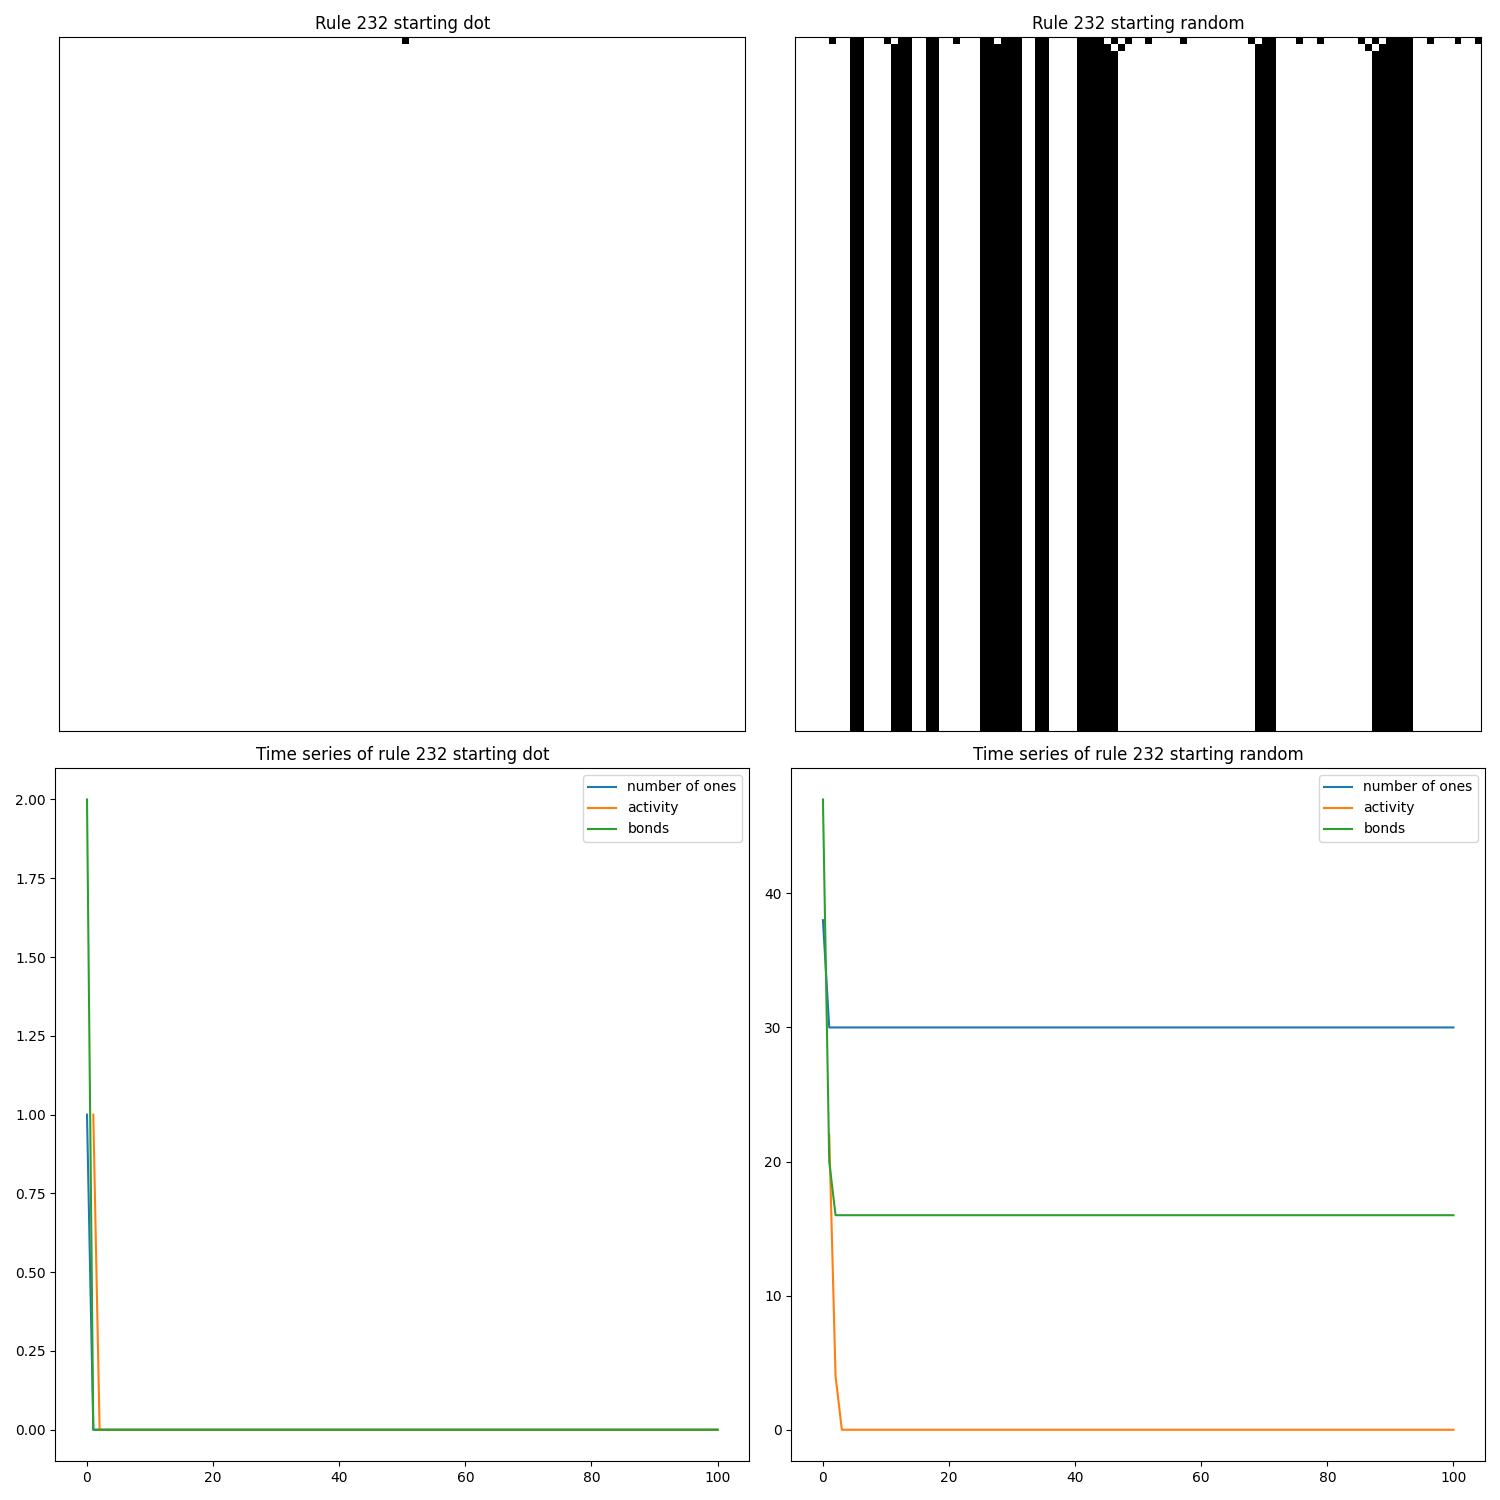 Rule 232 starting dot
Rule 232 starting random
Time series of rule 232 starting dot
2.00
1.75
1.50
1.25
1.00
0.75
0.50
0.25
0.00
0 20 40 60 80 100
number of ones
activity
bonds
Time series of rule 232 starting random
40
30
20
10
0
0 20 40 60 80 100
number of ones
activity
bonds